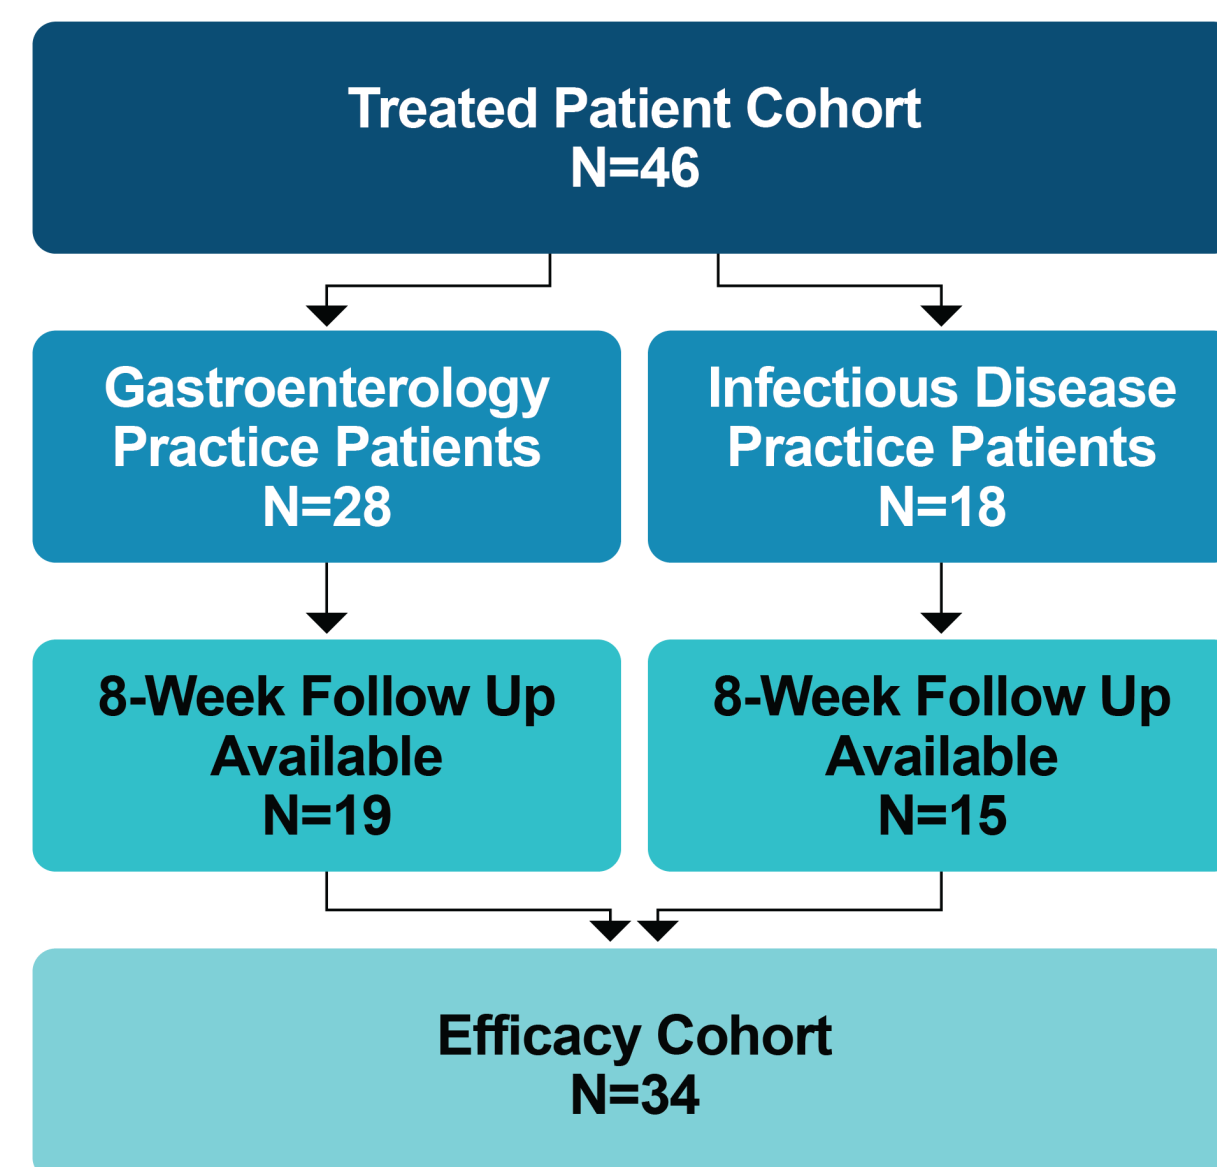 Treated Patient Cohort
N=46
Gastroenterology
Practice Patients
N=28
Infectious Disease
Practice Patients
N=18
8-Week Follow Up
Available
N=19
8-Week Follow Up
Available
N=15
Efficacy Cohort
N=34